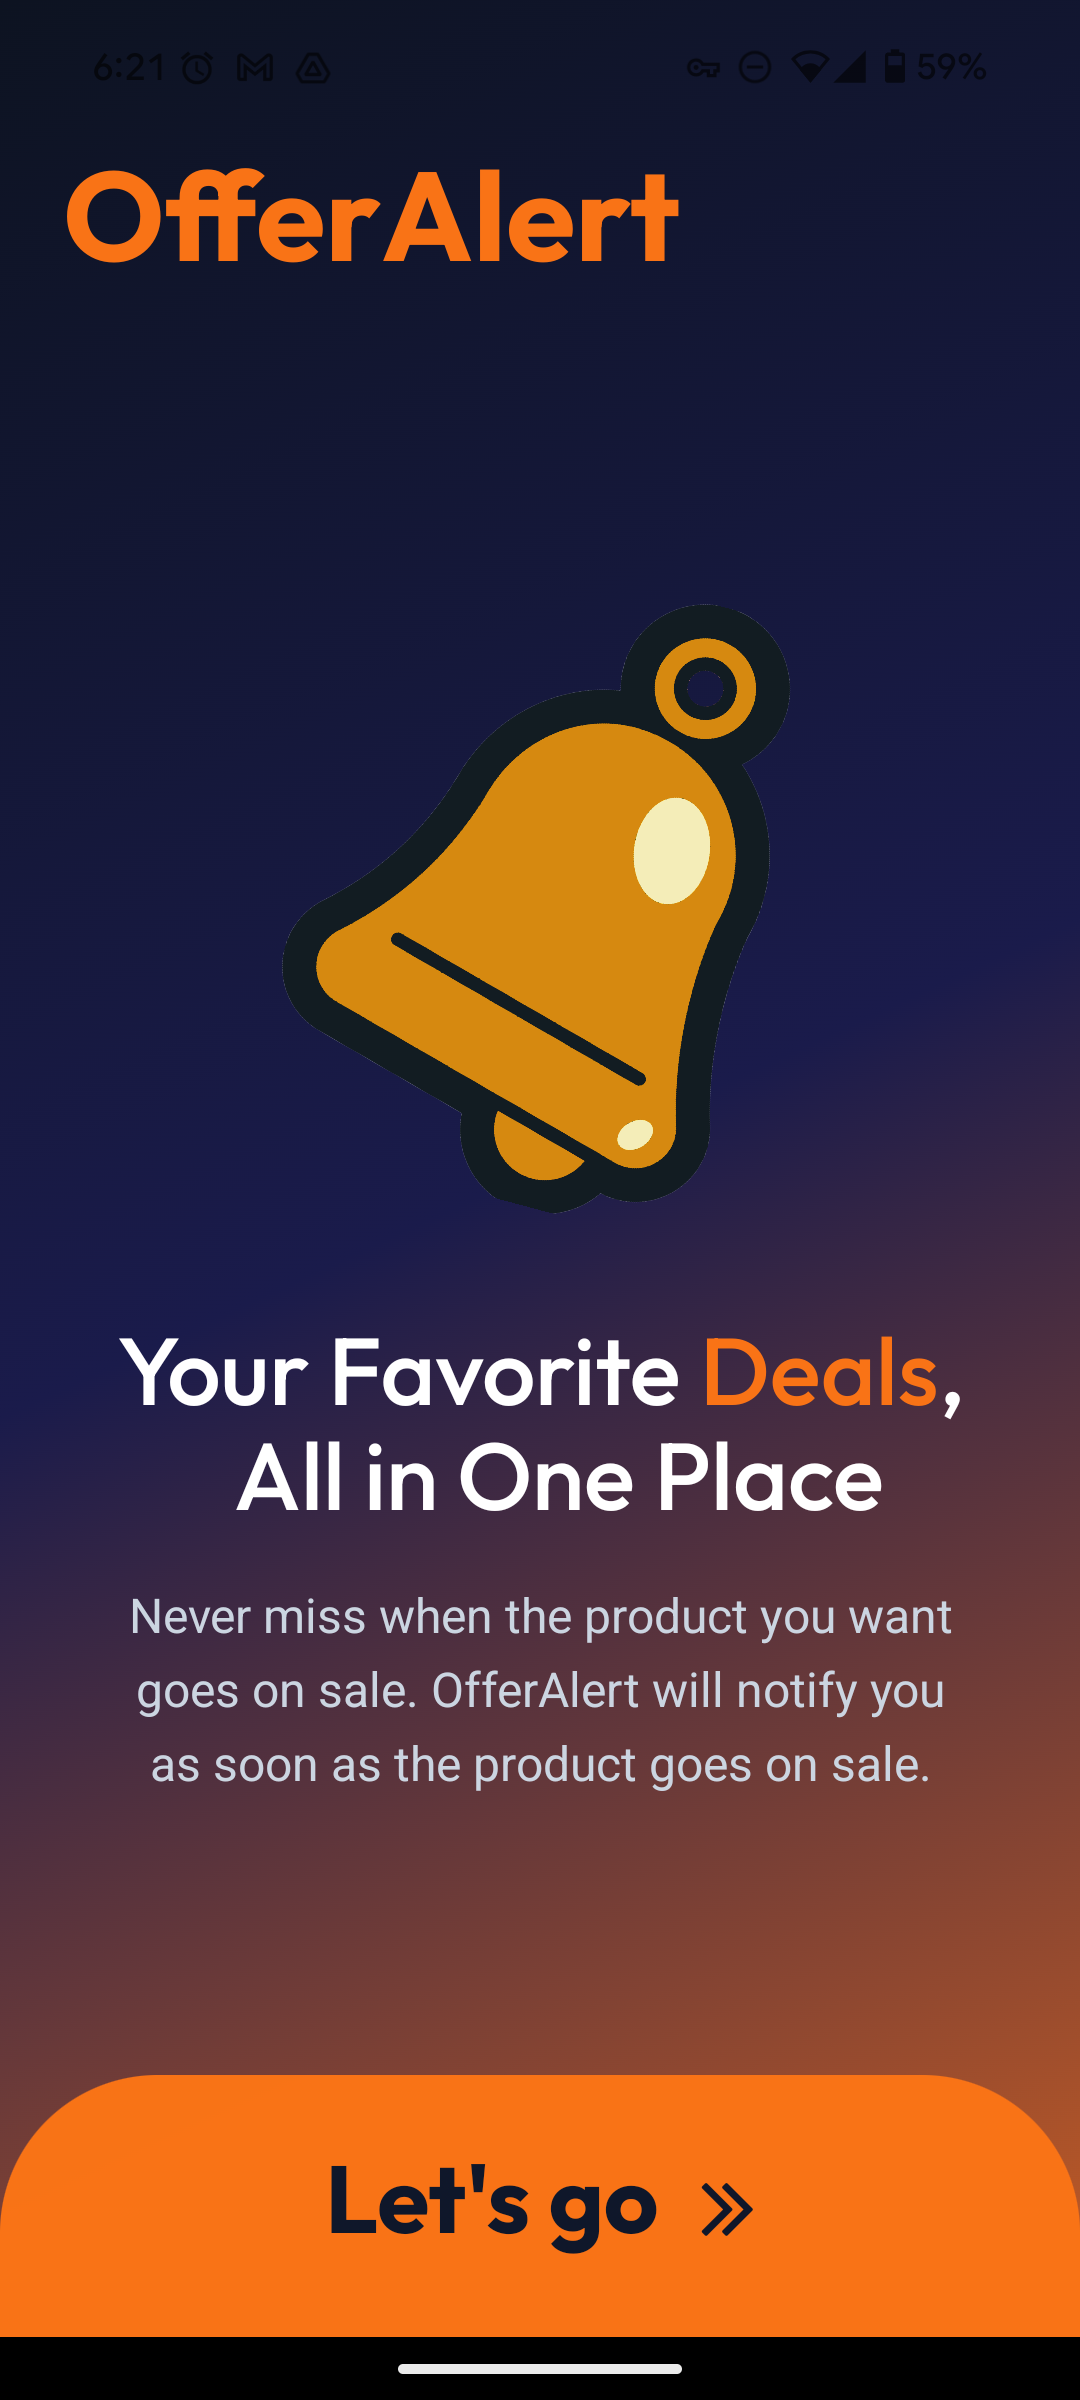 6:21
59%
OfferAlert
Your Favorite Deals,
All in One Place
Never miss when the product you want
goes on sale. OfferAlert will notify you
as soon as the product goes on sale.
Let's go